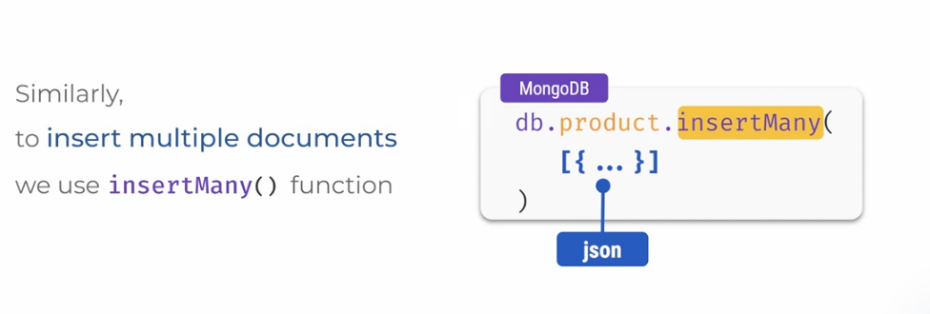 Similarly,
to insert multiple documents
we use insertMany() function
MongoDB
db.product.insertMany(
[{ ... }]
)
json